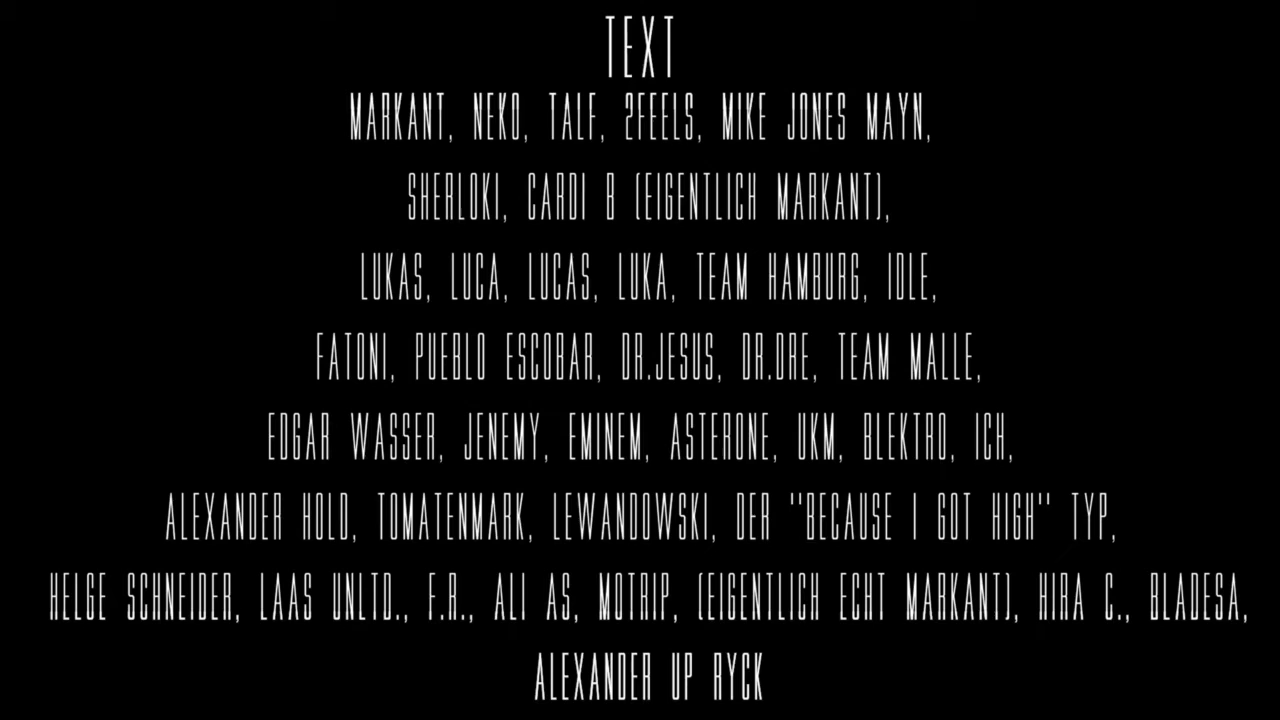 TEXT
MARKANT, NEKO, TALF, 2FEELS, MIKE JONES MAYN,
SHERLOKI, CARDI B (EIGENTLICH MARKANT),
LUKAS, LUCA, LUCAS, LUKA, TEAM HAMBURG, IDLE,
FATONI, PUEBLO ESCOBAR, DR.JESUS, DR.DRE, TEAM MALLE,
EDGAR WASSER, JENEMY, EMINEM, ASTERONE, UKM, BLEKTRO, ICH,
ALEXANDER HOLD, TOMATENMARK, LEWANDOWSKI, DER "BECAUSE I GOT HIGH" TYP,
HELGE SCHNEIDER, LAAS UNLTD., F.R., ALI AS, MOTRIP, (EIGENTLICH ECHT MARKANT), HIRA C., BLADESA,
ALEXANDER UP RYCK